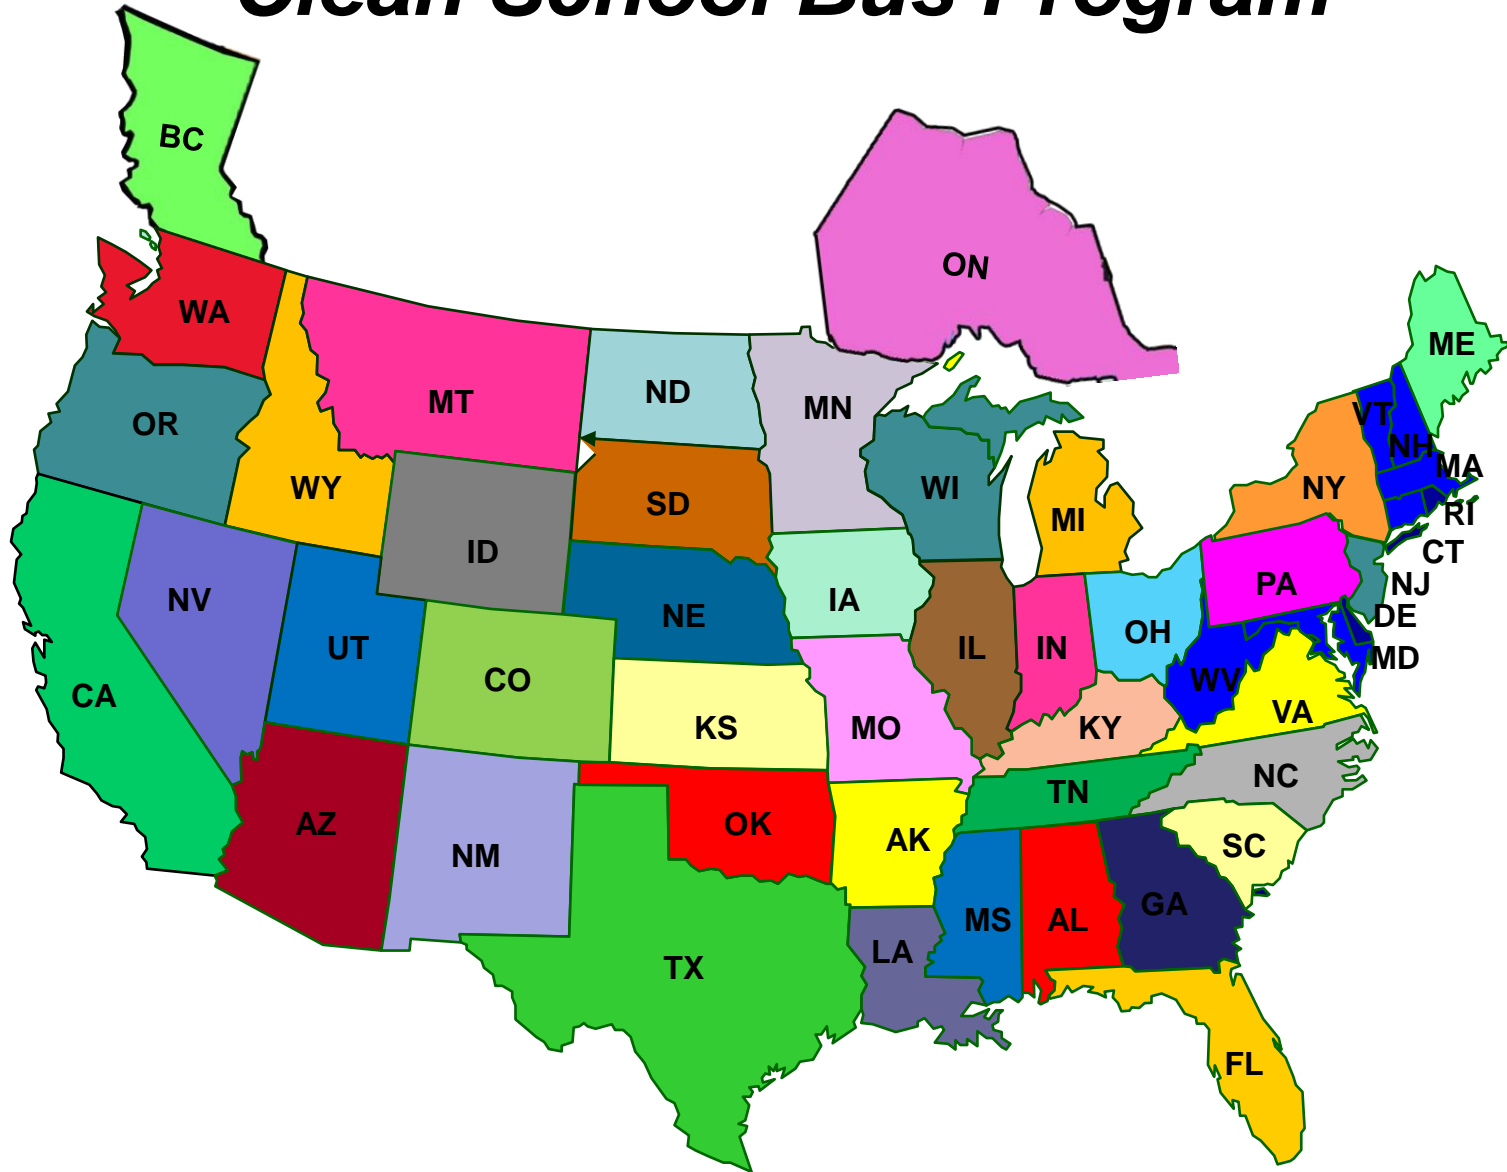 Clean School Bus Program
BC
ON
WA
ME
MT
ND
MN
VT
OR
NH
MA
WY
SD
WI
MI
NY
RI
ID
CT
NV
NE
IA
PA
NJ
DE
UT
IL
IN
OH
MD
CA
CO
WV
KS
MO
KY
VA
NC
TN
AZ
OK
AK
SC
NM
MS
AL
GA
LA
TX
FL